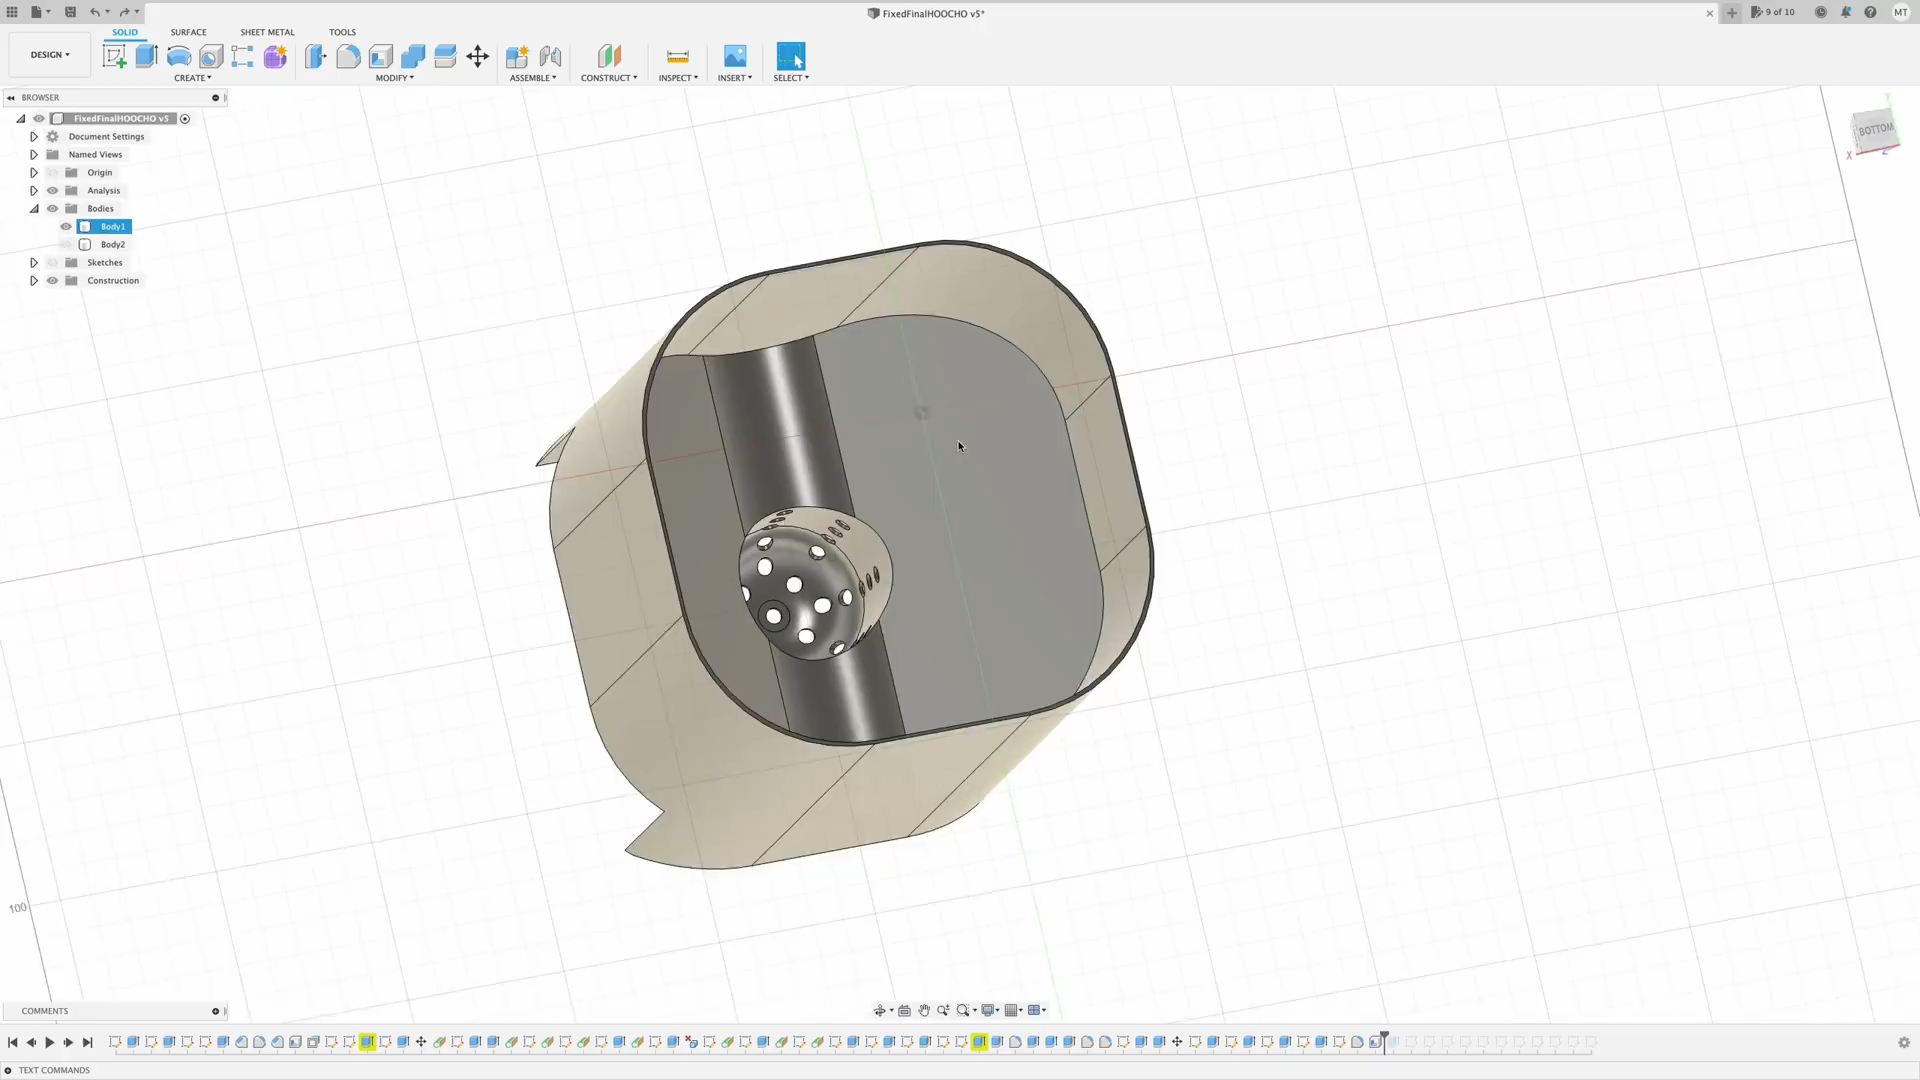 FixedFinalHOOCHO v5*
9 of 10
MT
DESIGN
SOLID
SURFACE
SHEET METAL
TOOLS
CREATE
MODIFY
ASSEMBLE
CONSTRUCT
INSPECT
INSERT
SELECT
BROWSER
FixedFinalHOOCHO v5
Document Settings
Named Views
Origin
Analysis
Bodies
Body1
Body2
Sketches
Construction
BOTTOM
X
Z
100
COMMENTS
TEXT COMMANDS